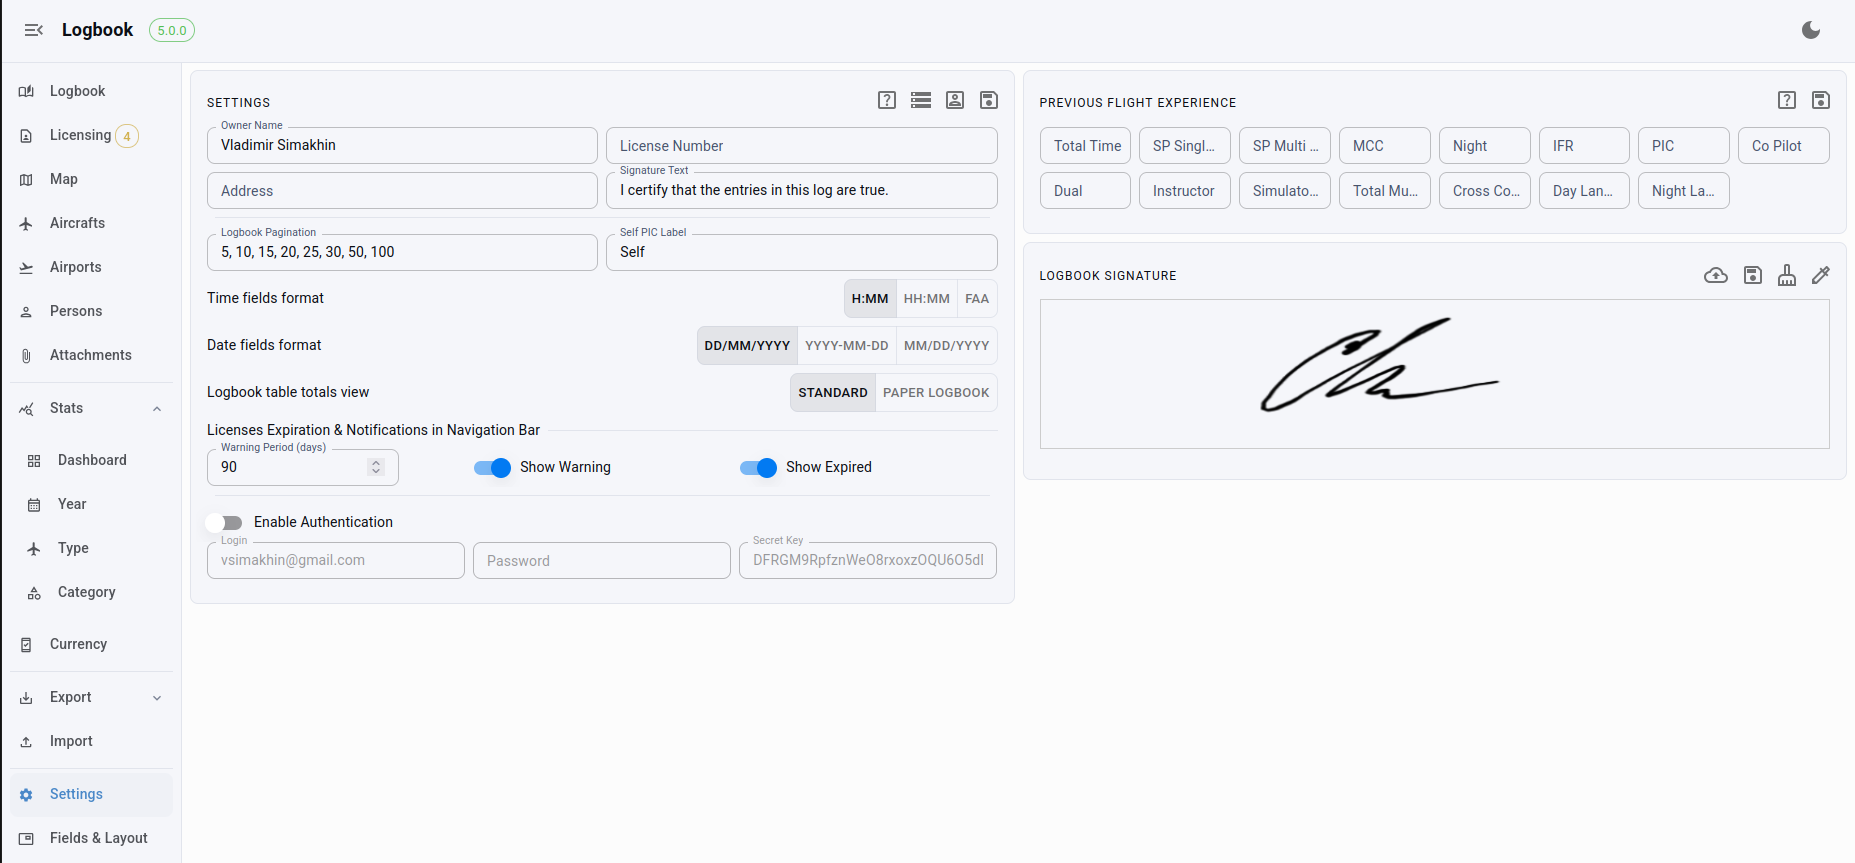 Logbook 5.0.0
Logbook
Licensing 4
Map
Aircrafts
Airports
Persons
Attachments
Stats
Dashboard
Year
Type
Category
Currency
Export
Import
Settings
Fields & Layout
SETTINGS
Owner Name
Vladimir Simakhin
License Number
Address
Signature Text
I certify that the entries in this log are true.
Logbook Pagination
5, 10, 15, 20, 25, 30, 50, 100
Self PIC Label
Self
Time fields format
H:MM HH:MM FAA
Date fields format
DD/MM/YYYY YYYY-MM-DD MM/DD/YYYY
Logbook table totals view
STANDARD PAPER LOGBOOK
Licenses Expiration & Notifications in Navigation Bar
Warning Period (days)
90
Show Warning
Show Expired
Enable Authentication
Login
vsimakhin@gmail.com
Password
Secret Key
PREVIOUS FLIGHT EXPERIENCE
Total Time SP Singl... SP Multi ... MCC Night IFR PIC Co Pilot
Dual Instructor Simulato... Total Mu... Cross Co... Day Lan... Night La...
LOGBOOK SIGNATURE